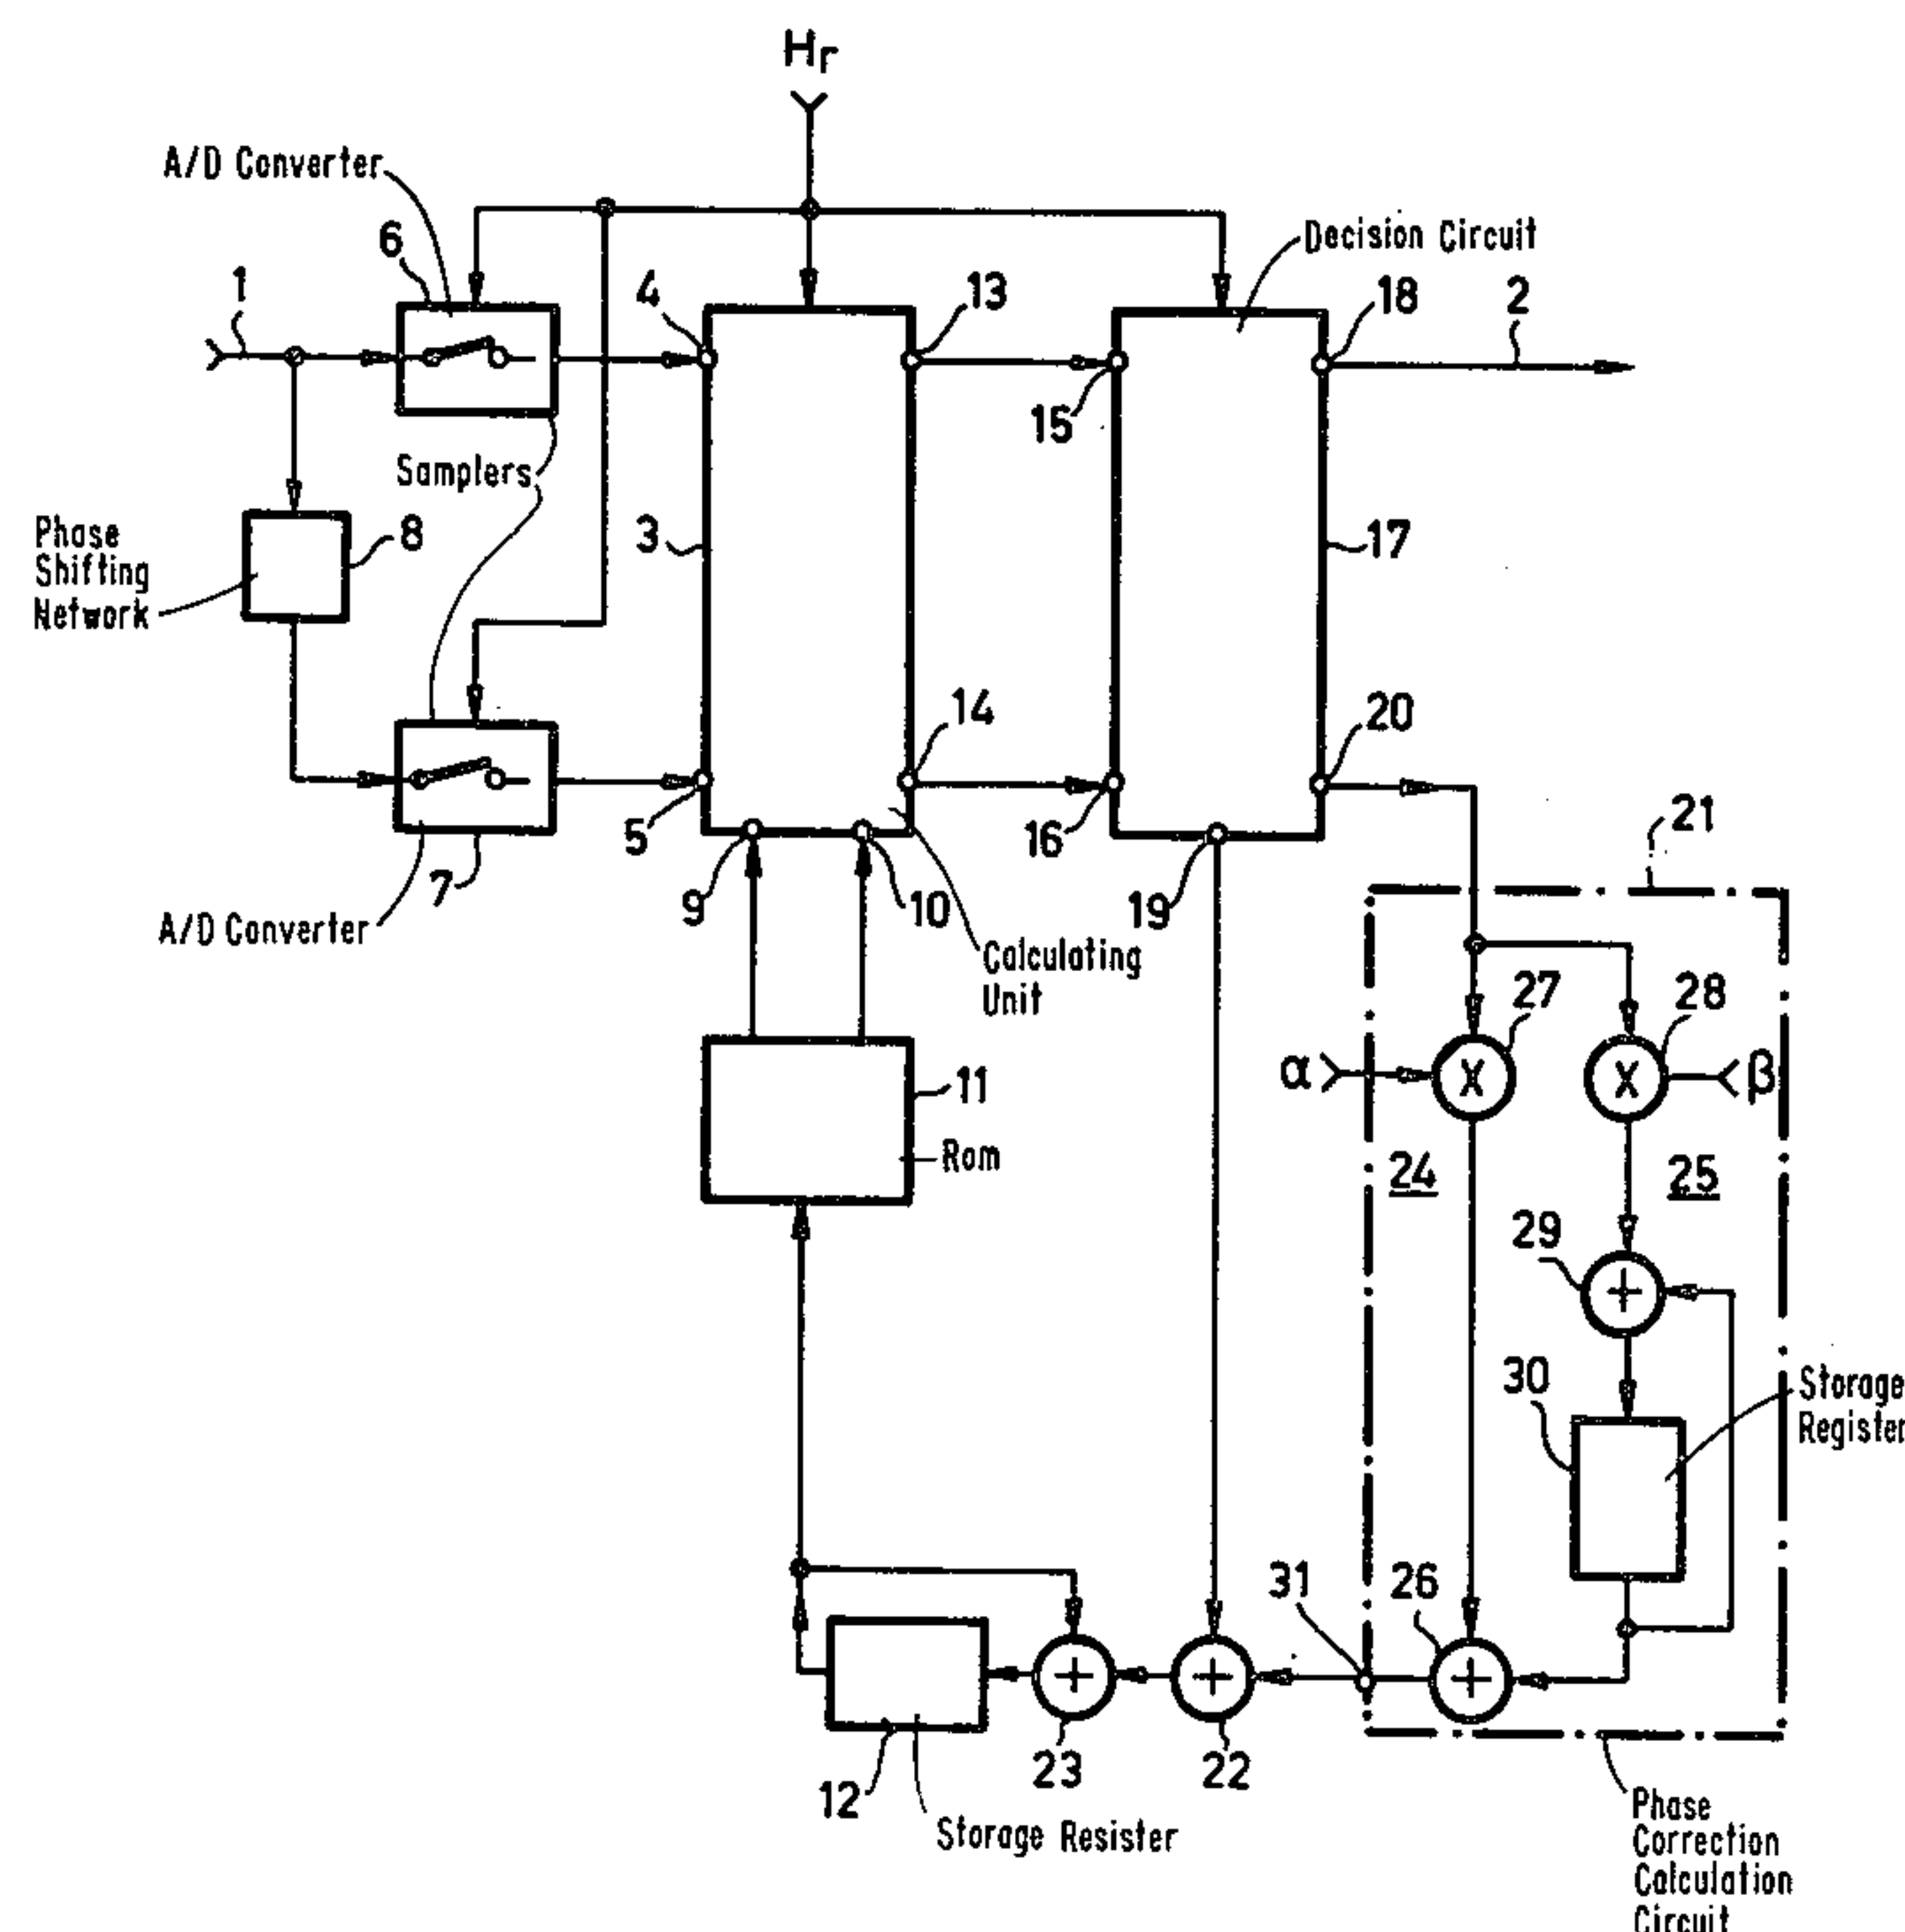 Hr
A/D Converter
6
1
4
13
Decision Circuit
18
2
15
Samplers
Phase
Shifting
Network
8
3
17
14
20
5
16
21
7
9
10
19
A/D Converter
Calculating
Unit
27
28
α
X
X
β
11
Rom
24
25
29
+
30
Storage
Register
31
26
+
+
+
23
22
12
Storage Resister
Phase
Correction
Calculation
Circuit